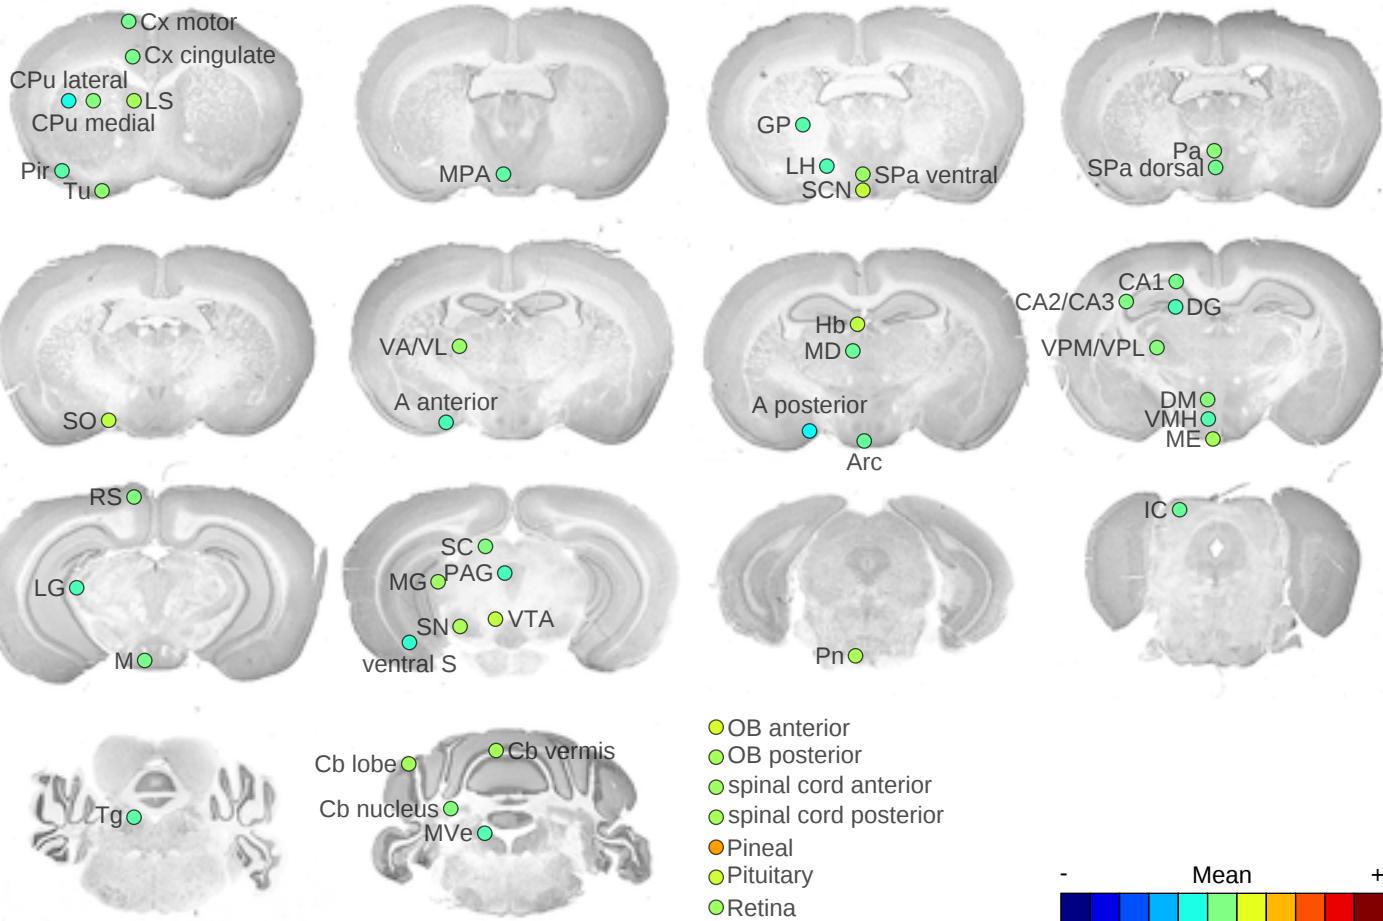 Cx motor
Cx cingulate
CPu lateral
LS
CPu medial
Pir
Tu
MPA
GP
LH
SPa ventral
SCN
Pa
SPa dorsal
SO
VA/VL
A anterior
Hb
MD
A posterior
Arc
CA1
CA2/CA3
DG
VPM/VPL
DM
VMH
ME
RS
LG
M
SC
PAG
MG
VTA
SN
ventral S
Pn
IC
Tg
Cb vermis
Cb lobe
Cb nucleus
MVe
OB anterior
OB posterior
spinal cord anterior
spinal cord posterior
Pineal
Pituitary
Retina
- Mean +